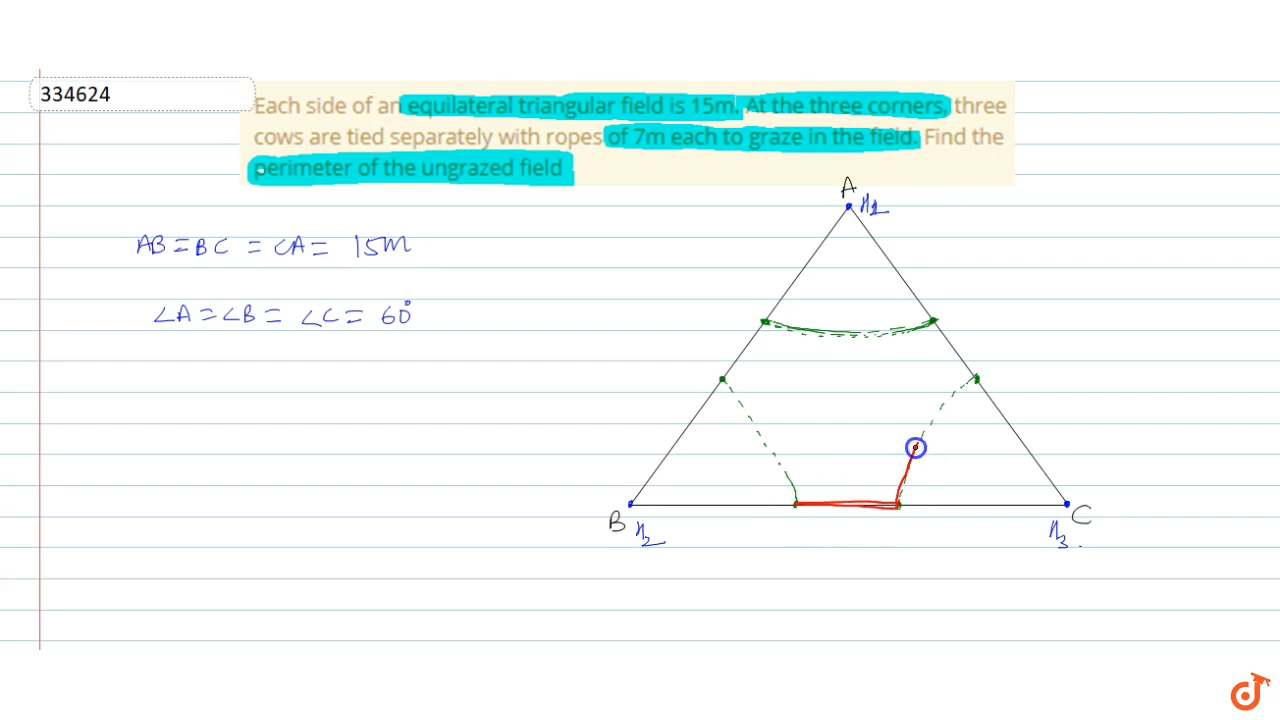 334624
Each side of an equilateral triangular field is 15m. At the three corners, three
cows are tied separately with ropes of 7m each to graze in the field. Find the
perimeter of the ungrazed field
A
AB = BC = CA = 15m
∠A = ∠B = ∠C = 60°
B
C